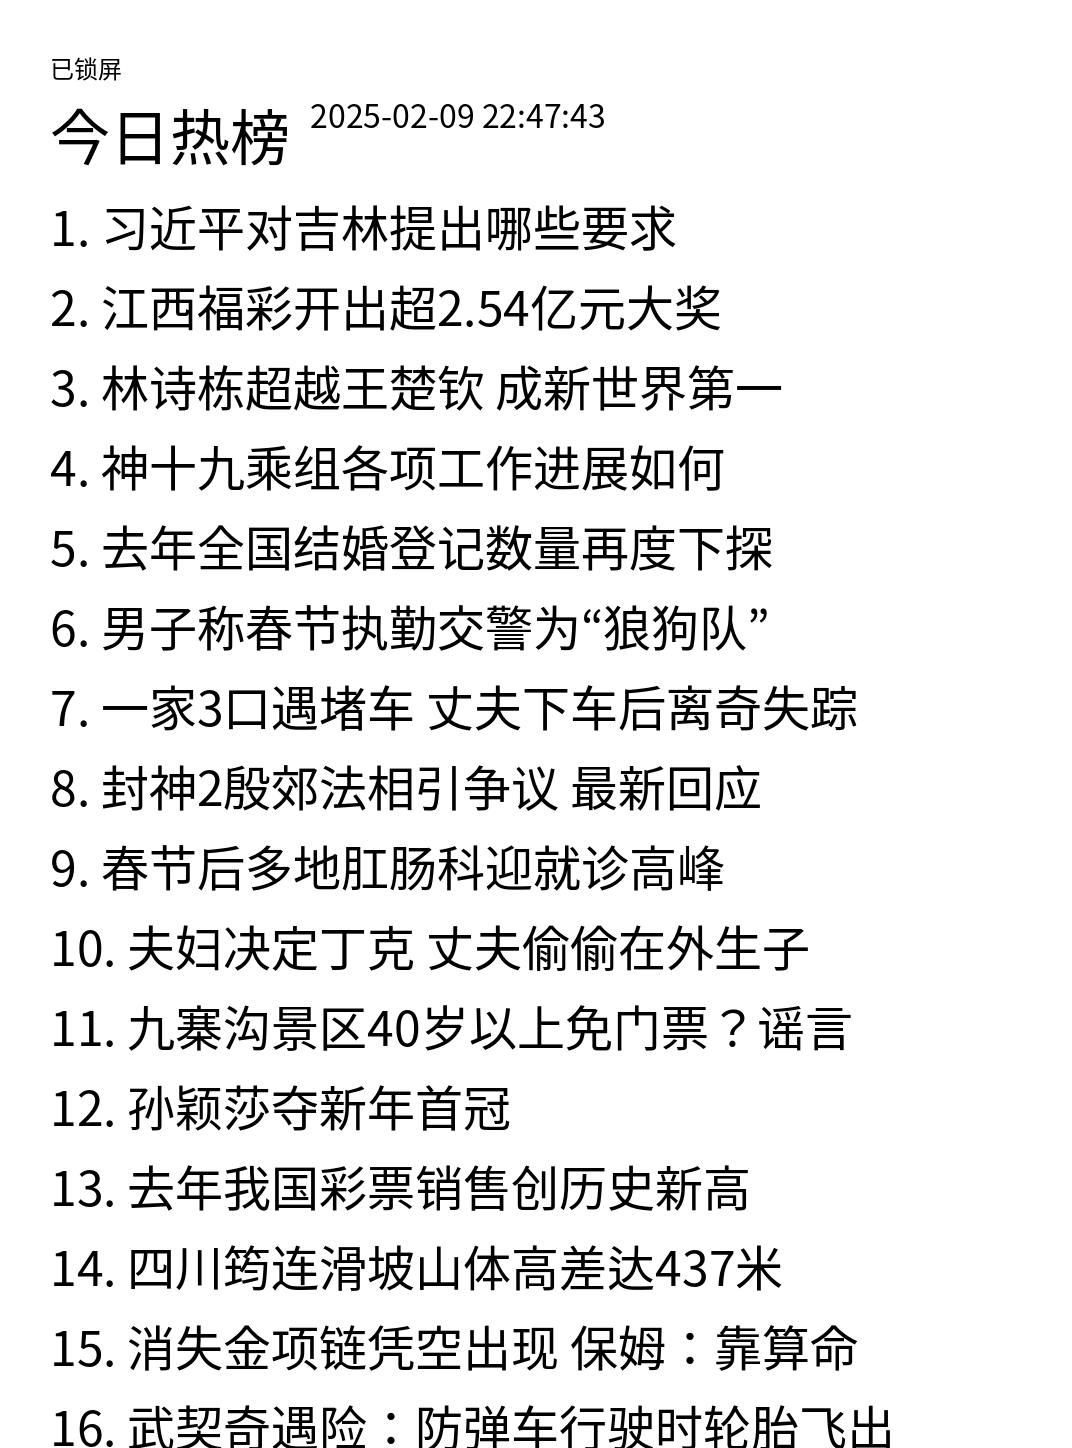 已锁屏
今日热榜 2025-02-09 22:47:43
1. 习近平对吉林提出哪些要求
2. 江西福彩开出超2.54亿元大奖
3. 林诗栋超越王楚钦 成新世界第一
4. 神十九乘组各项工作进展如何
5. 去年全国结婚登记数量再度下探
6. 男子称春节执勤交警为“狼狗队”
7. 一家3口遇堵车 丈夫下车后离奇失踪
8. 封神2殷郊法相引争议 最新回应
9. 春节后多地肛肠科迎就诊高峰
10. 夫妇决定丁克 丈夫偷偷在外生子
11. 九寨沟景区40岁以上免门票？谣言
12. 孙颖莎夺新年首冠
13. 去年我国彩票销售创历史新高
14. 四川筠连滑坡山体高差达437米
15. 消失金项链凭空出现 保姆：靠算命
16. 武契奇遇险：防弹车行驶时轮胎飞出